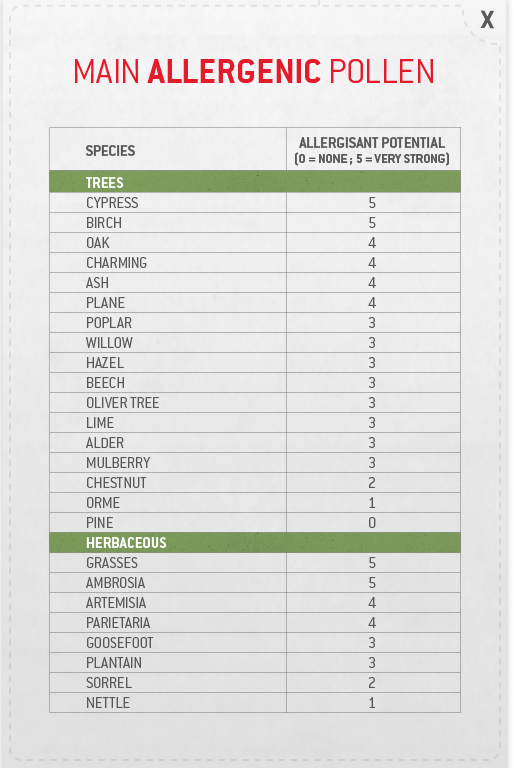 X
MAIN ALLERGENIC POLLEN
SPECIES ALLERGISANT POTENTIAL
(0 = NONE ; 5 = VERY STRONG)
TREES
CYPRESS 5
BIRCH 5
OAK 4
CHARMING 4
ASH 4
PLANE 4
POPLAR 3
WILLOW 3
HAZEL 3
BEECH 3
OLIVER TREE 3
LIME 3
ALDER 3
MULBERRY 3
CHESTNUT 2
ORME 1
PINE 0
HERBACEOUS
GRASSES 5
AMBROSIA 5
ARTEMISIA 4
PARIETARIA 4
GOOSEFOOT 3
PLANTAIN 3
SORREL 2
NETTLE 1